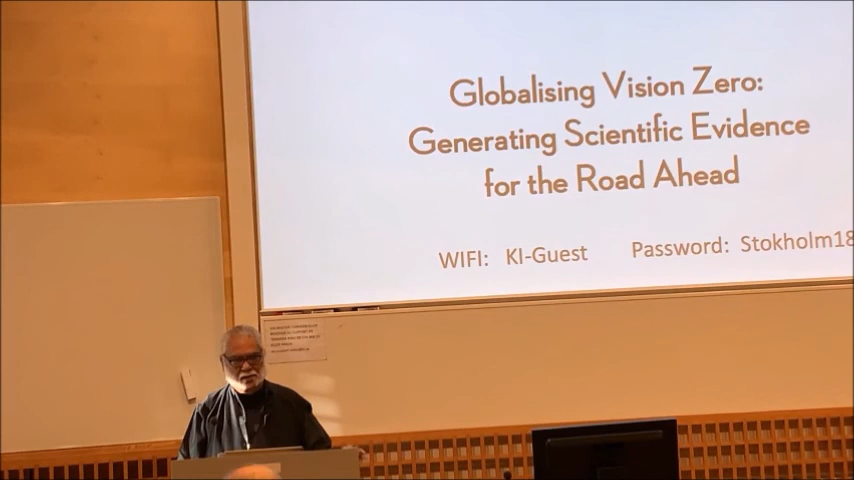 Globalising Vision Zero:
Generating Scientific Evidence
for the Road Ahead
WIFI: KI-Guest Password: Stokholm18